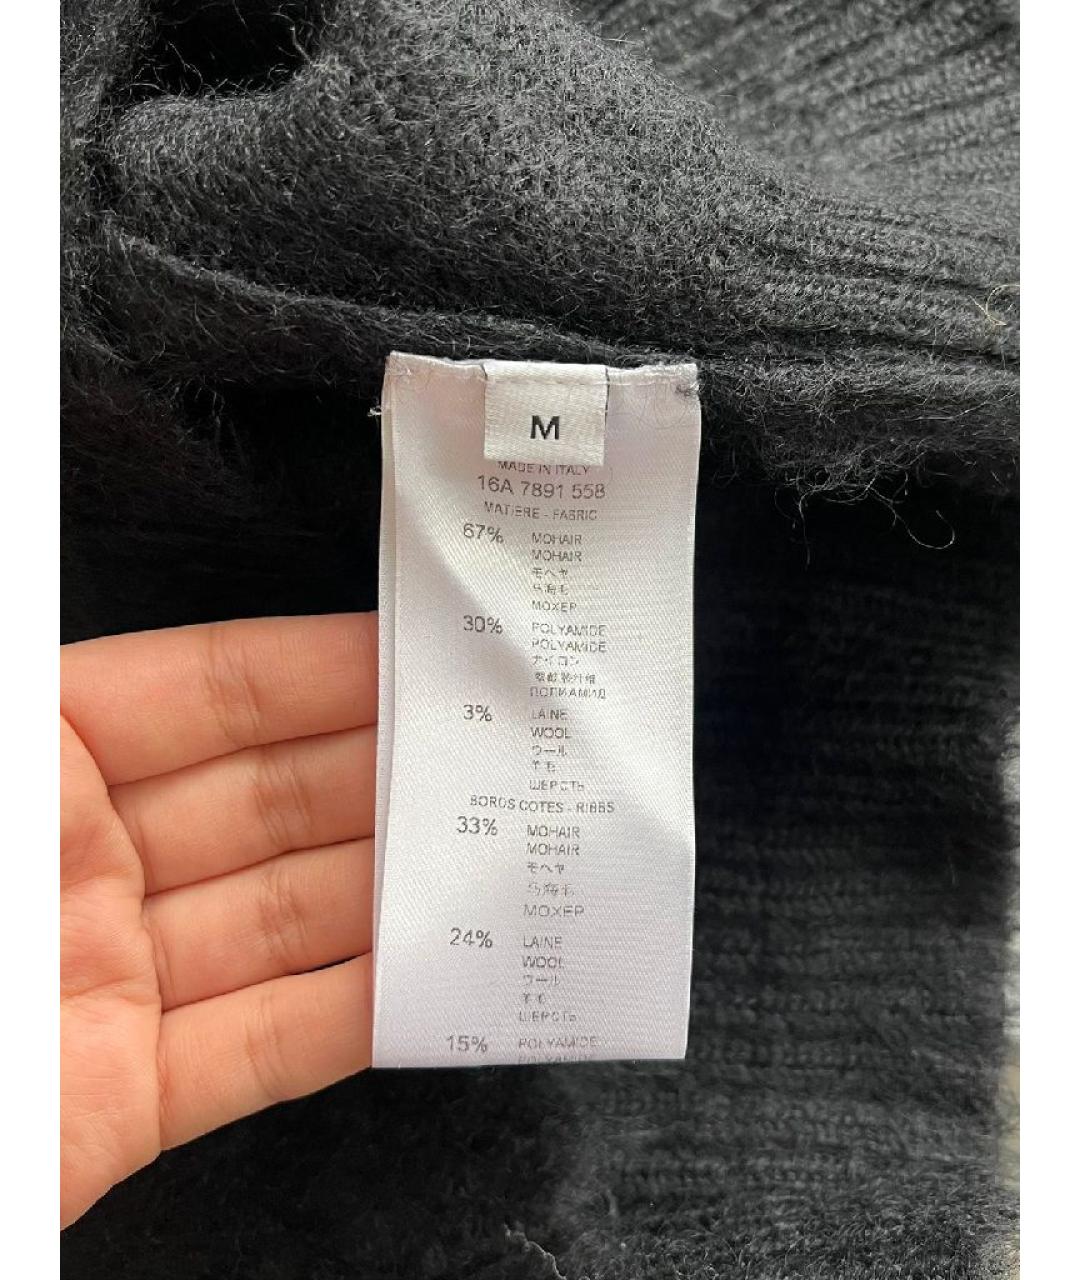 M
MADE IN ITALY
16A 7891 558
MATIERE - FABRIC
67% MOHAIR
MOHAIR
モヘヤ
马海毛
МОХЕР
30% POLYAMIDE
POLYAMIDE
ナイロン
ПОЛИАМИД
3% LAINE
WOOL
ウール
羊毛
ШЕРСТЬ
BORDS COTES - RIBBS
33% MOHAIR
MOHAIR
モヘヤ
马海毛
МОХЕР
24% LAINE
WOOL
ウール
羊毛
ШЕРСТЬ
15% POLYAMIDE
POLYAMIDE